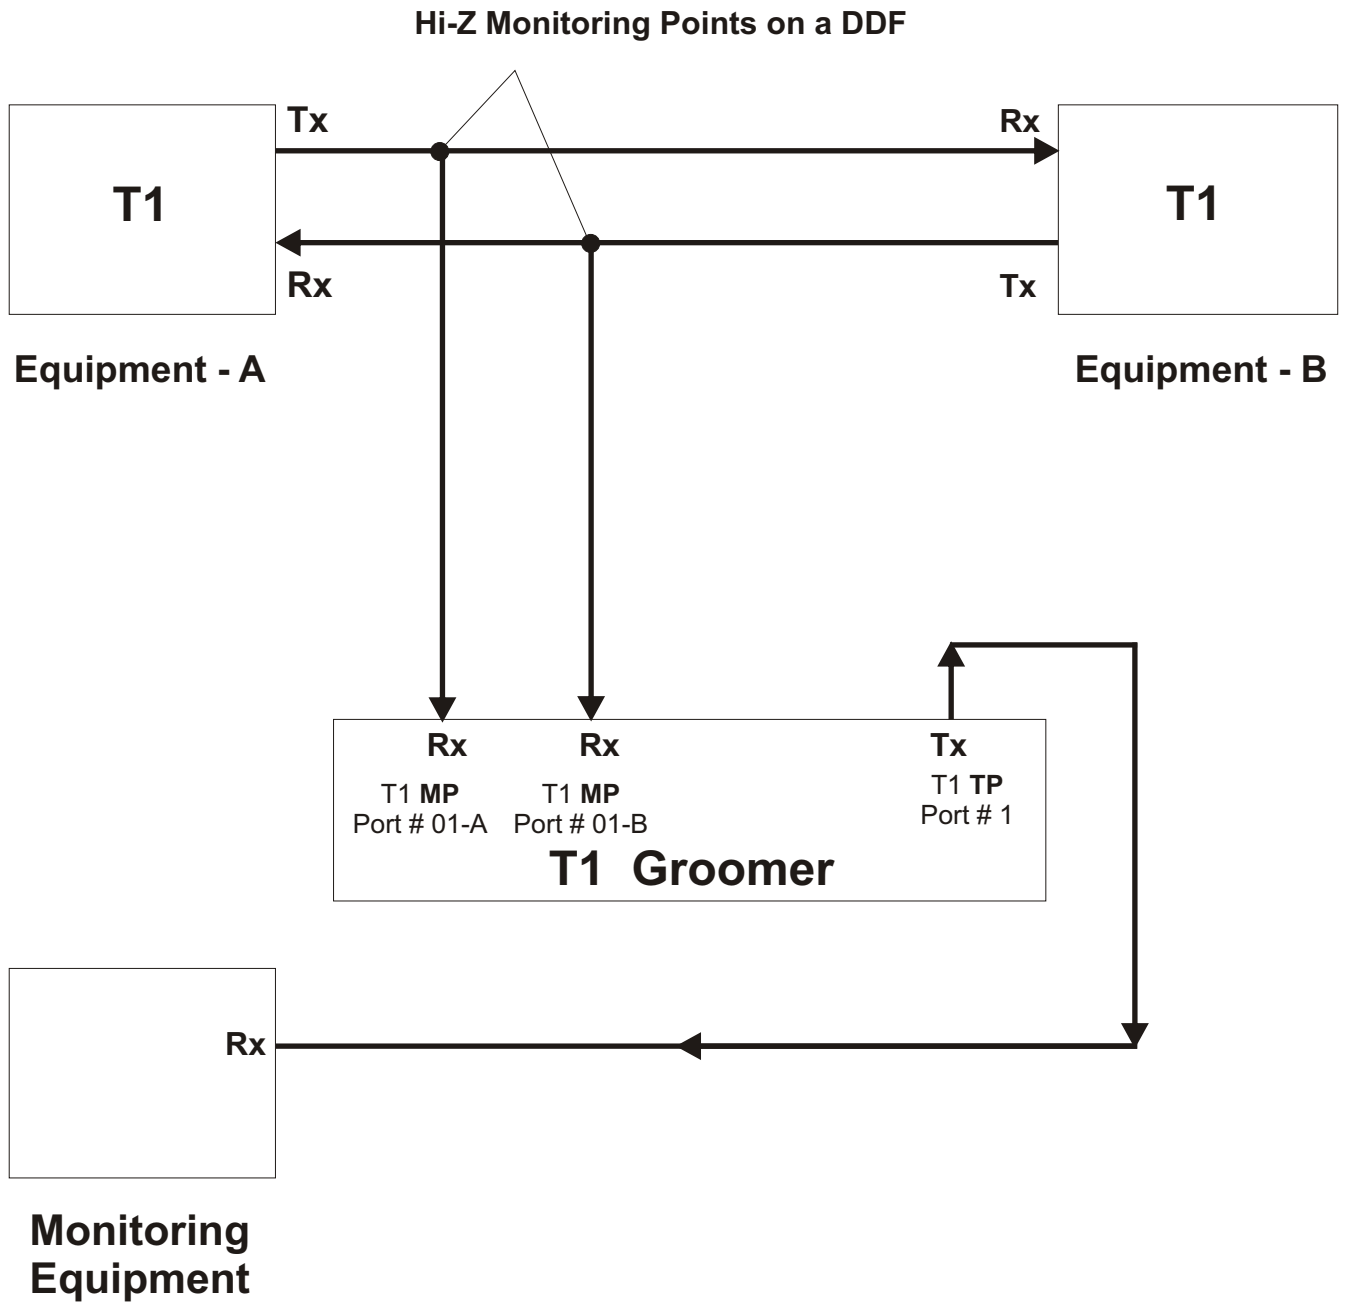 Hi-Z Monitoring Points on a DDF
Tx
Rx
T1
T1
Rx
Tx
Equipment - A
Equipment - B
Rx
Rx
Tx
T1 MP
T1 MP
T1 TP
Port # 01-A
Port # 01-B
Port # 1
T1 Groomer
Rx
Monitoring
Equipment